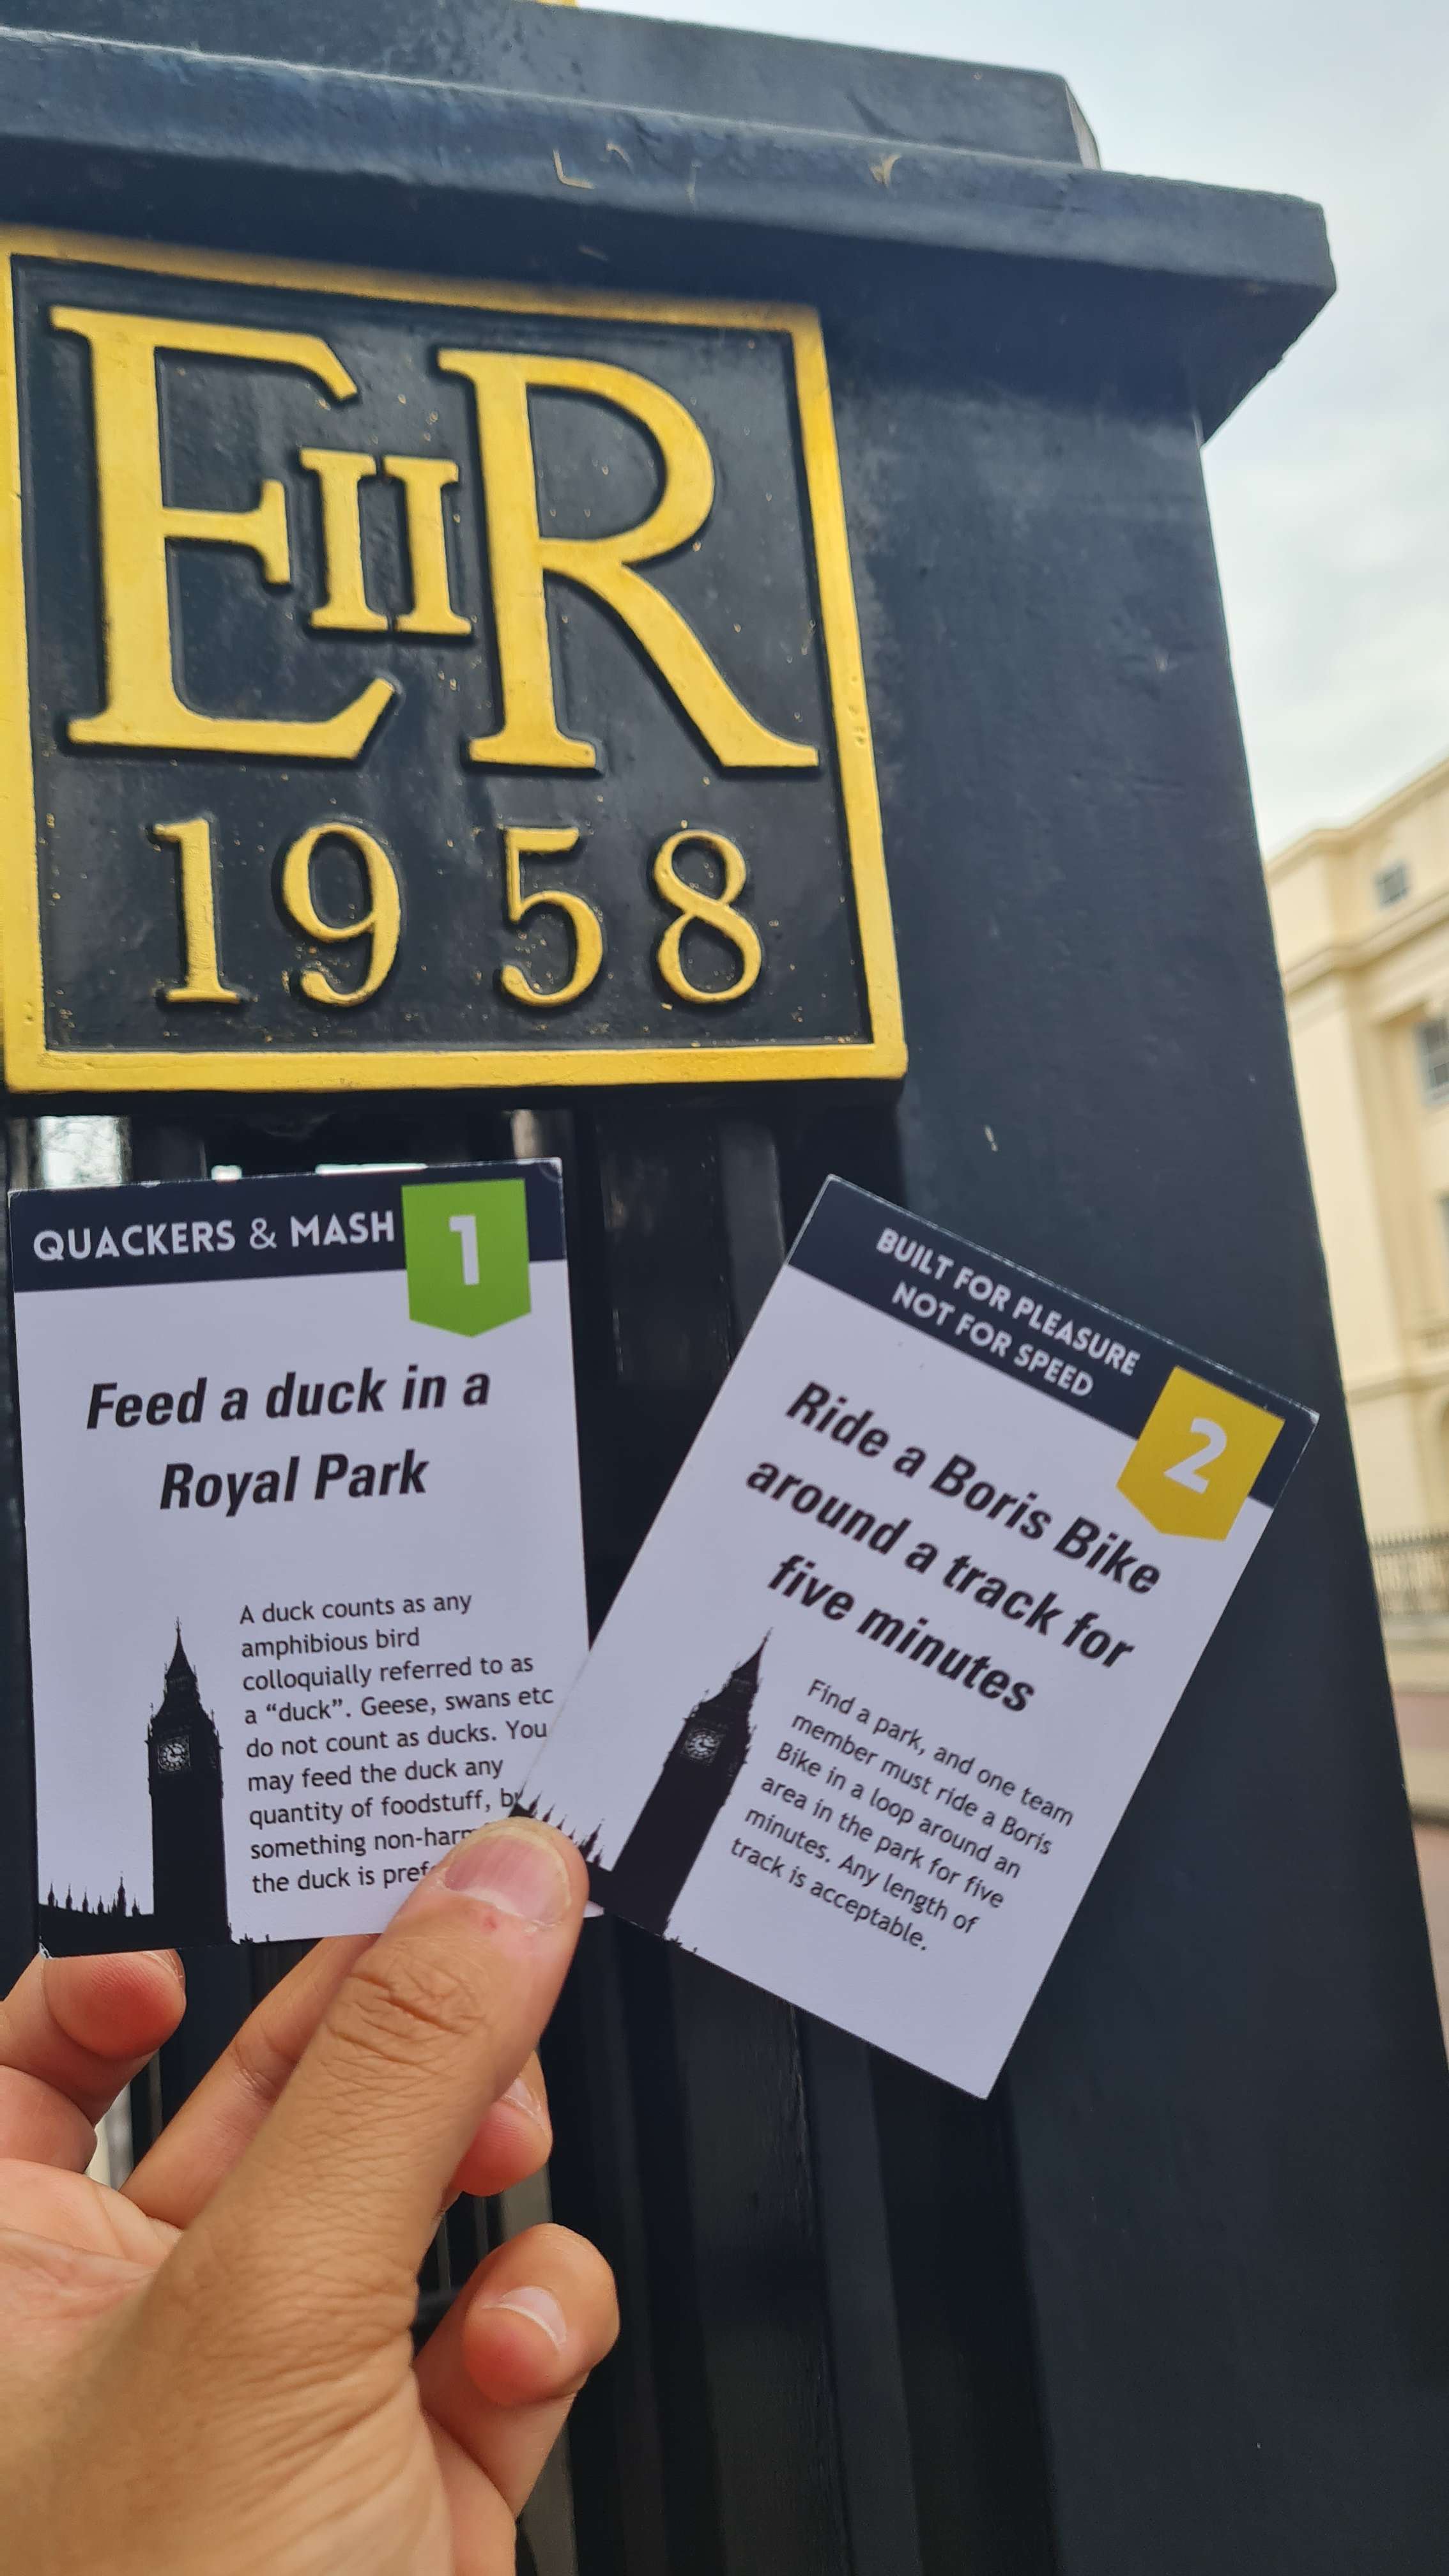 EIIR
1958
QUACKERS & MASH
1
Feed a duck in a
Royal Park
A duck counts as any
amphibious bird
colloquially referred to as
a “duck”. Geese, swans etc
do not count as ducks. You
may feed the duck any
quantity of foodstuff,
something
the duck is
BUILT FOR PLEASURE
NOT FOR SPEED
2
Ride a Boris Bike
around a track for
five minutes
Find a park, and one team
member must ride a Boris
Bike in a loop around an
area in the park for five
minutes. Any length of
track is acceptable.